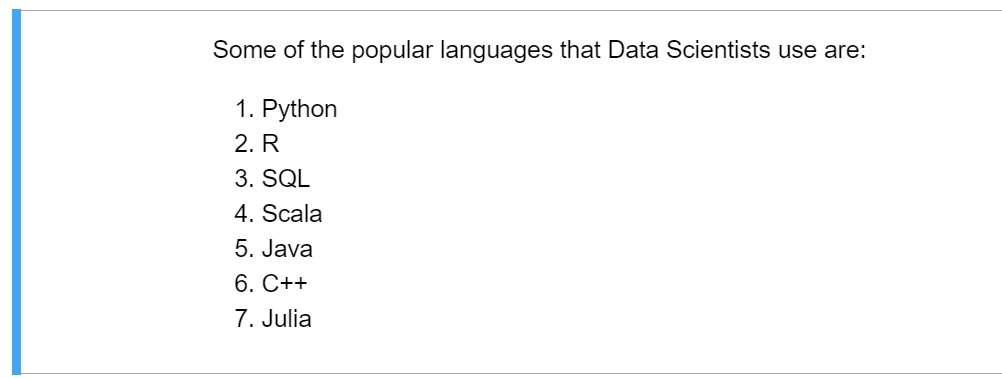 Some of the popular languages that Data Scientists use are:
1. Python
2. R
3. SQL
4. Scala
5. Java
6. C++
7. Julia